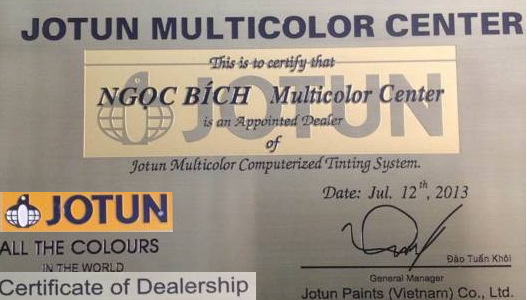 JOTUN MULTICOLOR CENTER
This is to certify that
JOTUN
NGỌC BÍCH Multicolor Center
is an Appointed Dealer
of
Jotun Multicolor Computerized Tinting System.
Date: Jul. 12th, 2013
JOTUN
ALL THE COLOURS
IN THE WORLD
Đào Tuấn Khôi
General Manager
Certificate of Dealership
Jotun Paints (Vietnam) Co., Ltd.